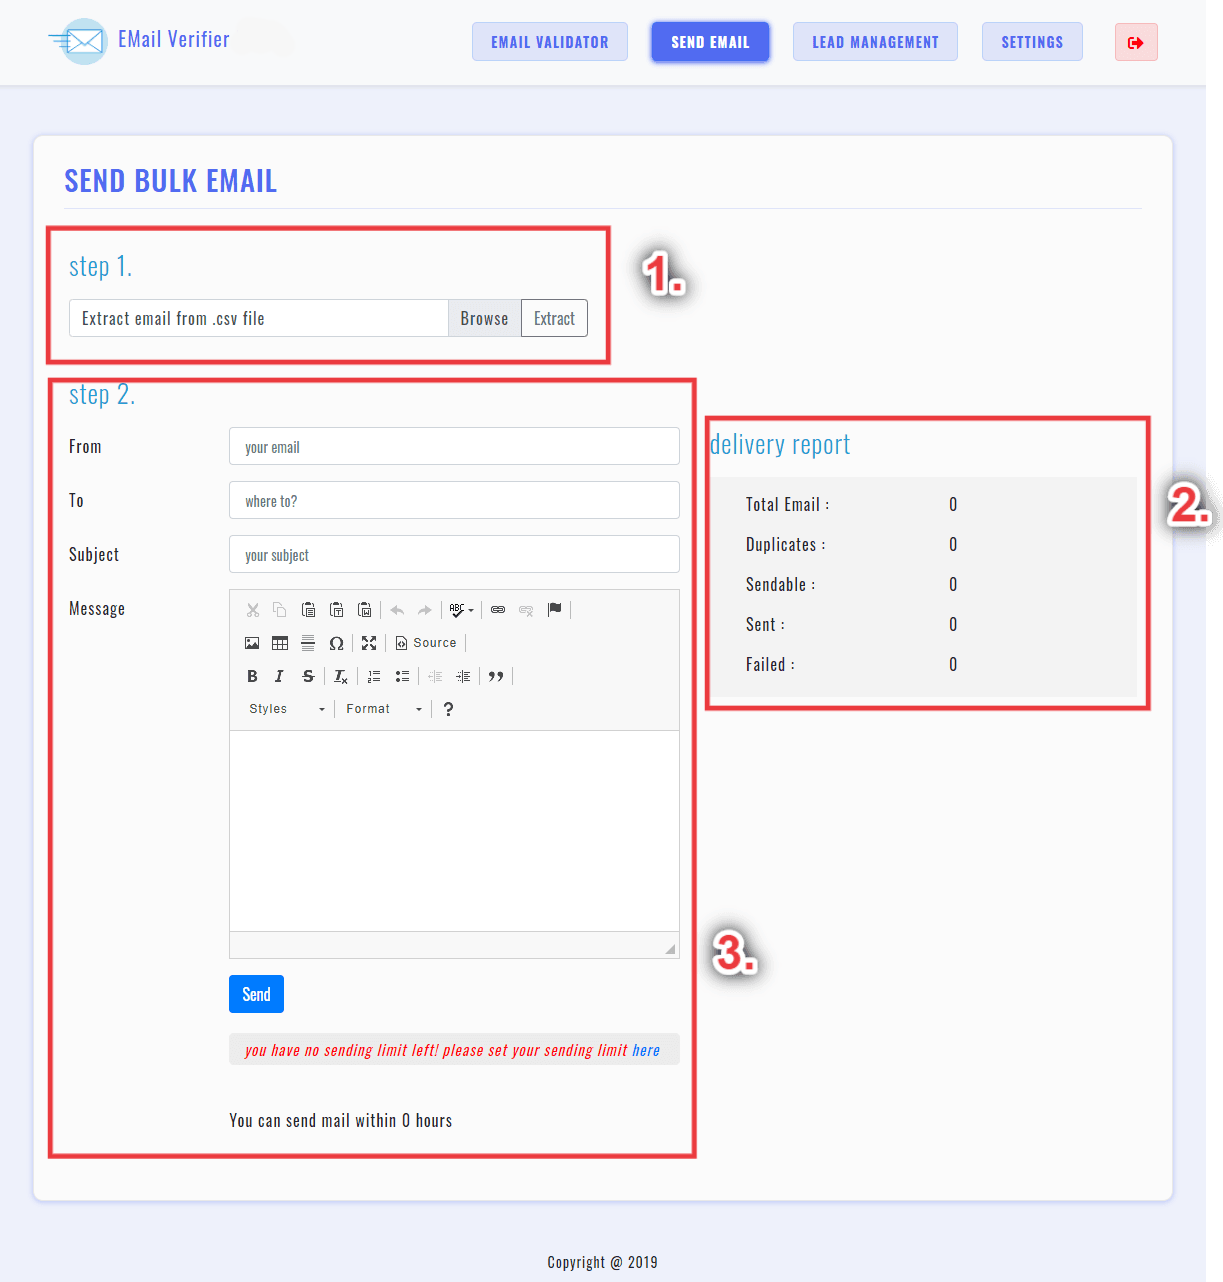 EMail Verifier
EMAIL VALIDATOR
SEND EMAIL
LEAD MANAGEMENT
SETTINGS
SEND BULK EMAIL
step 1.
1.
Extract email from .csv file
Browse
Extract
step 2.
From
your email
To
where to?
Subject
your subject
Message
ABC
Source
B I S Ix
Styles
Format
?
Send
you have no sending limit left! please set your sending limit here
You can send mail within 0 hours
3.
delivery report
2.
Total Email : 0
Duplicates : 0
Sendable : 0
Sent : 0
Failed : 0
Copyright @ 2019